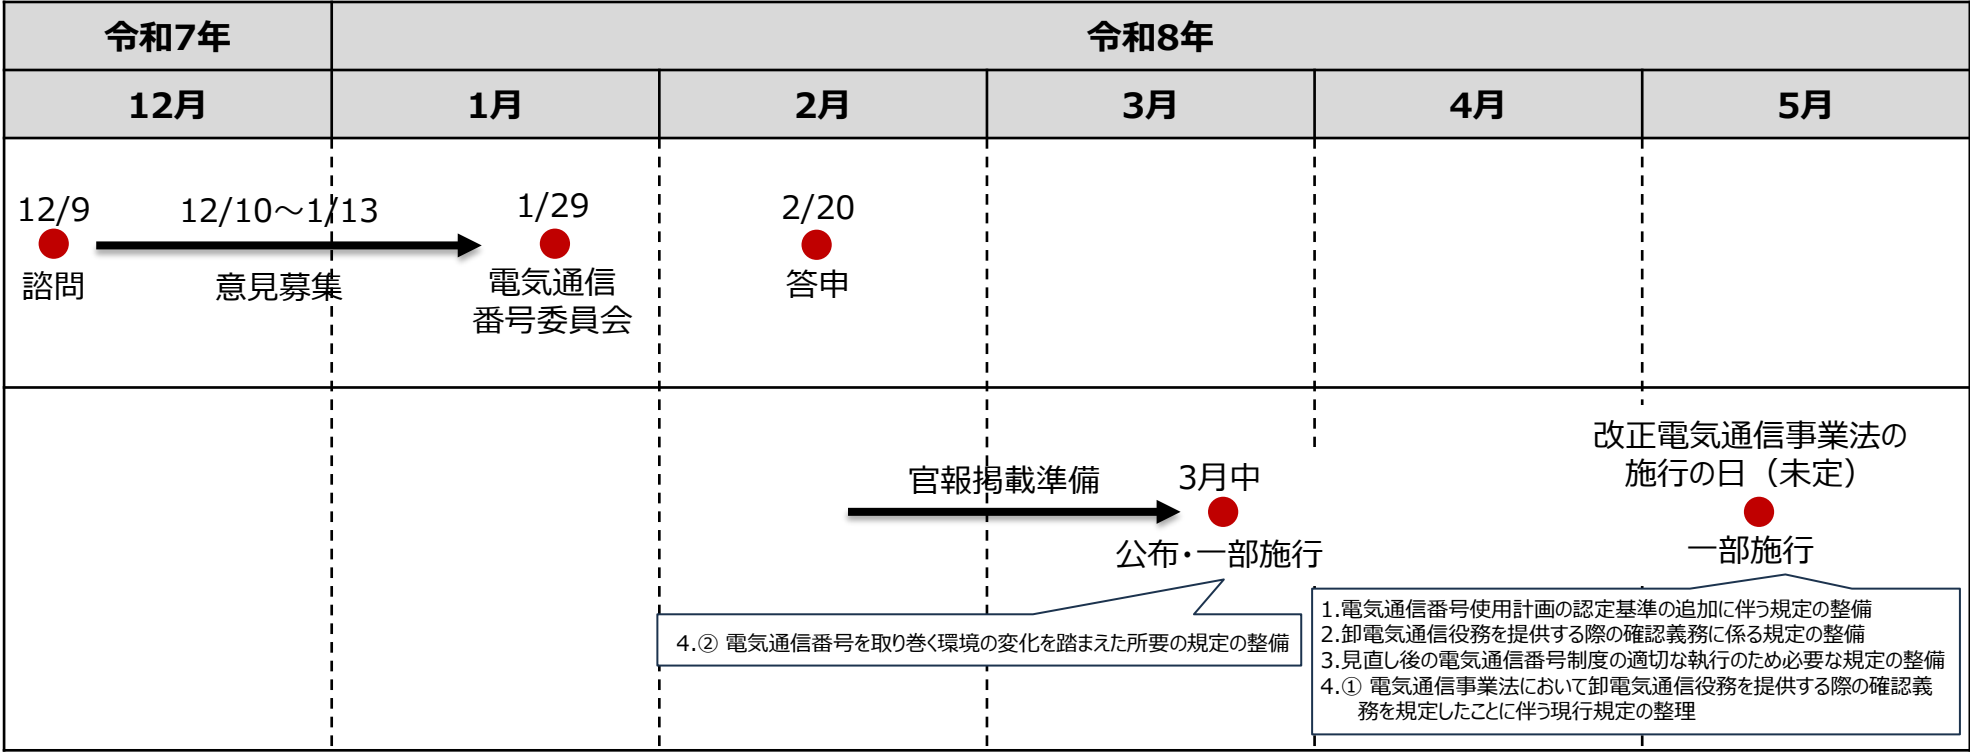 令和7年
令和8年
12月
1月
2月
3月
4月
5月
12/9
諮問
12/10～1/13
意見募集
1/29
電気通信
番号委員会
2/20
答申
官報掲載準備
3月中
公布・一部施行
4.② 電気通信番号を取り巻く環境の変化を踏まえた所要の規定の整備
改正電気通信事業法の
施行の日（未定）
一部施行
1.電気通信番号使用計画の認定基準の追加に伴う規定の整備
2.卸電気通信役務を提供する際の確認義務に係る規定の整備
3.見直し後の電気通信番号制度の適切な執行のため必要な規定の整備
4.① 電気通信事業法において卸電気通信役務を提供する際の確認義
務を規定したことに伴う現行規定の整理